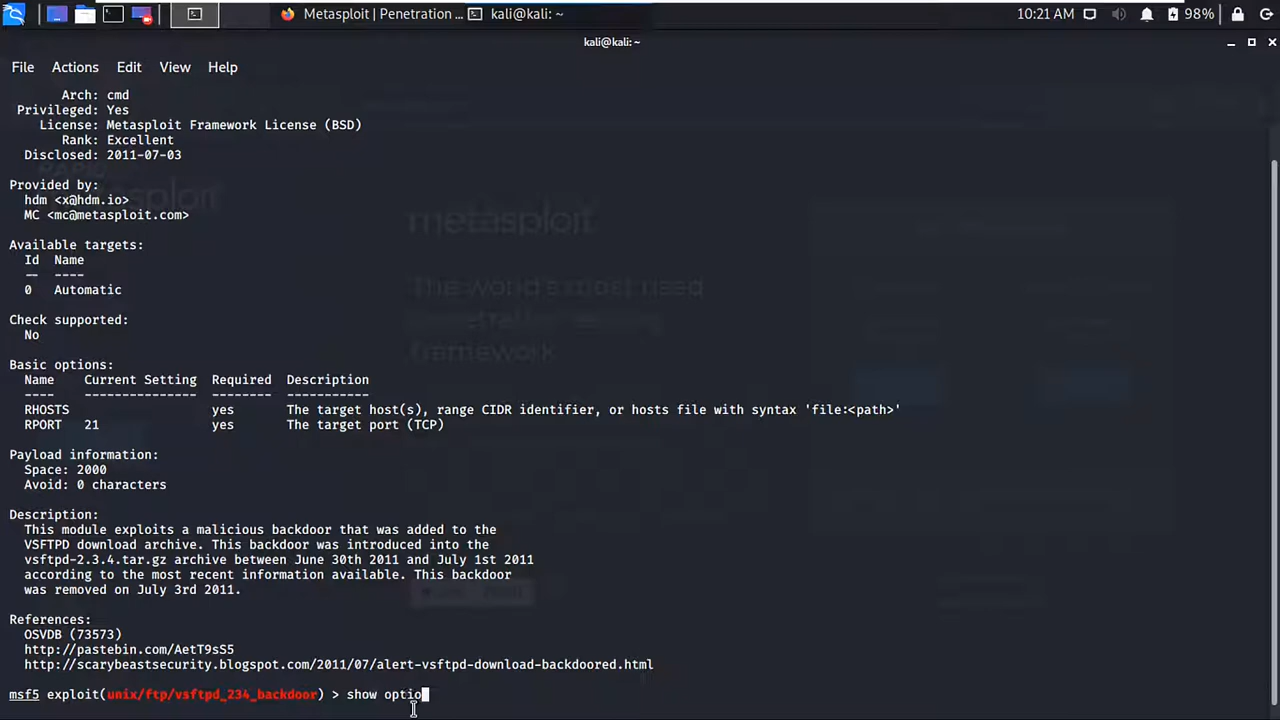 Metasploit | Penetration ...
kali@kali: ~
10:21 AM
98%
kali@kali: ~
File Actions Edit View Help
Arch: cmd
Privileged: Yes
License: Metasploit Framework License (BSD)
Rank: Excellent
Disclosed: 2011-07-03
Provided by:
hdm <x@hdm.io>
MC <mc@metasploit.com>
metasploit
Available targets:
Id Name
-- ----
0 Automatic
The world's most used
penetration testing
framework
Check supported:
No
Basic options:
Name Current Setting Required Description
---- --------------- -------- -----------
RHOSTS yes The target host(s), range CIDR identifier, or hosts file with syntax 'file:<path>'
RPORT 21 yes The target port (TCP)
Payload information:
Space: 2000
Avoid: 0 characters
Description:
This module exploits a malicious backdoor that was added to the
VSFTPD download archive. This backdoor was introduced into the
vsftpd-2.3.4.tar.gz archive between June 30th 2011 and July 1st 2011
according to the most recent information available. This backdoor
was removed on July 3rd 2011.
References:
OSVDB (73573)
http://pastebin.com/AetT9sS5
http://scarybeastsecurity.blogspot.com/2011/07/alert-vsftpd-download-backdoored.html
msf5 exploit(unix/ftp/vsftpd_234_backdoor) > show optio